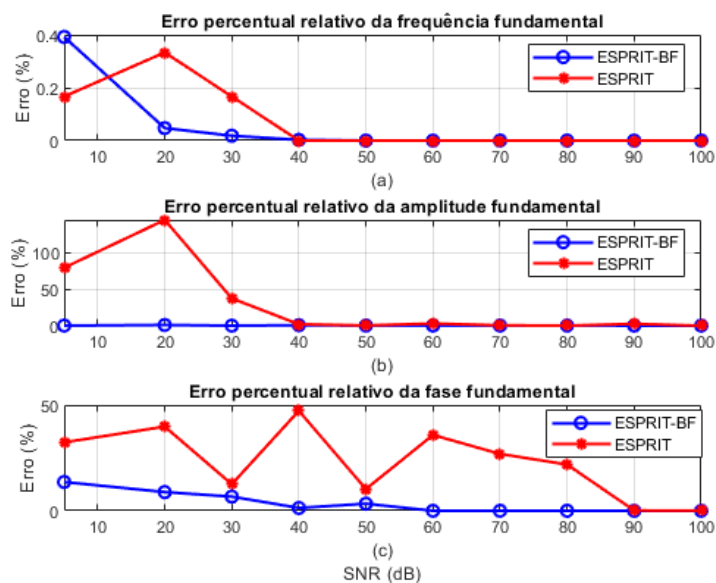 Erro percentual relativo da frequência fundamental
Erro (%)
0.4
0.2
0
ESPRIT-BF
ESPRIT
10 20 30 40 50 60 70 80 90 100
(a)
Erro percentual relativo da amplitude fundamental
Erro (%)
100
50
0
ESPRIT-BF
ESPRIT
10 20 30 40 50 60 70 80 90 100
(b)
Erro percentual relativo da fase fundamental
Erro (%)
50
0
ESPRIT-BF
ESPRIT
10 20 30 40 50 60 70 80 90 100
(c)
SNR (dB)